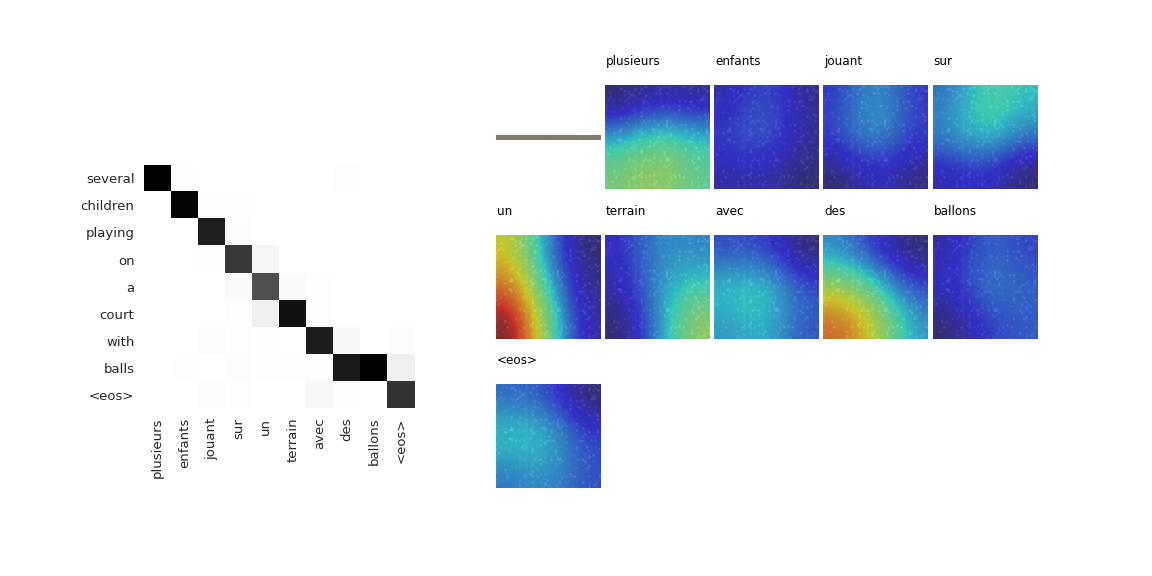 plusieurs enfants jouant sur
several
children
playing
on
a
court
with
balls
<eos>
plusieurs enfants jouant sur un terrain avec des ballons <eos>
un terrain avec des ballons
<eos>